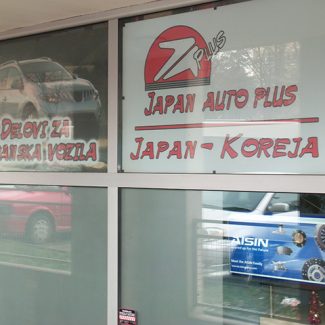 PLUS
JAPAN AUTO PLUS
JAPAN - KOREJA
DELOVI ZA
VOZILA
AISIN